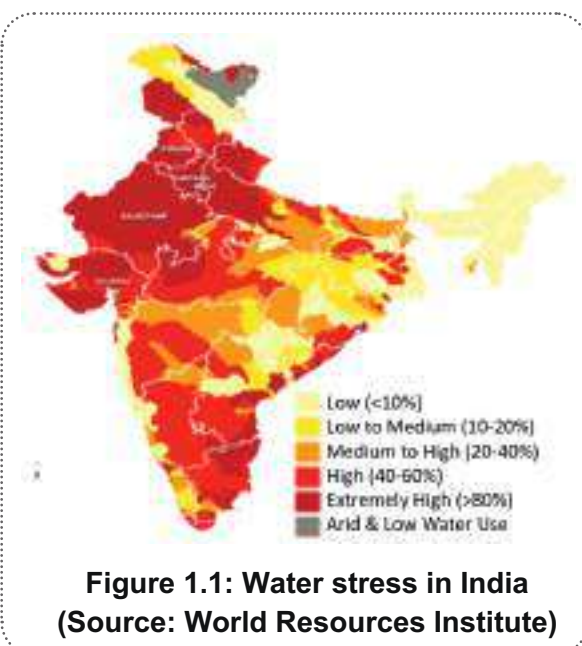 RAJASTHAN
Low (<10%)
Low to Medium (10-20%)
Medium to High (20-40%)
High (40-60%)
Extremely High (>80%)
Arid & Low Water Use
Figure 1.1: Water stress in India
(Source: World Resources Institute)